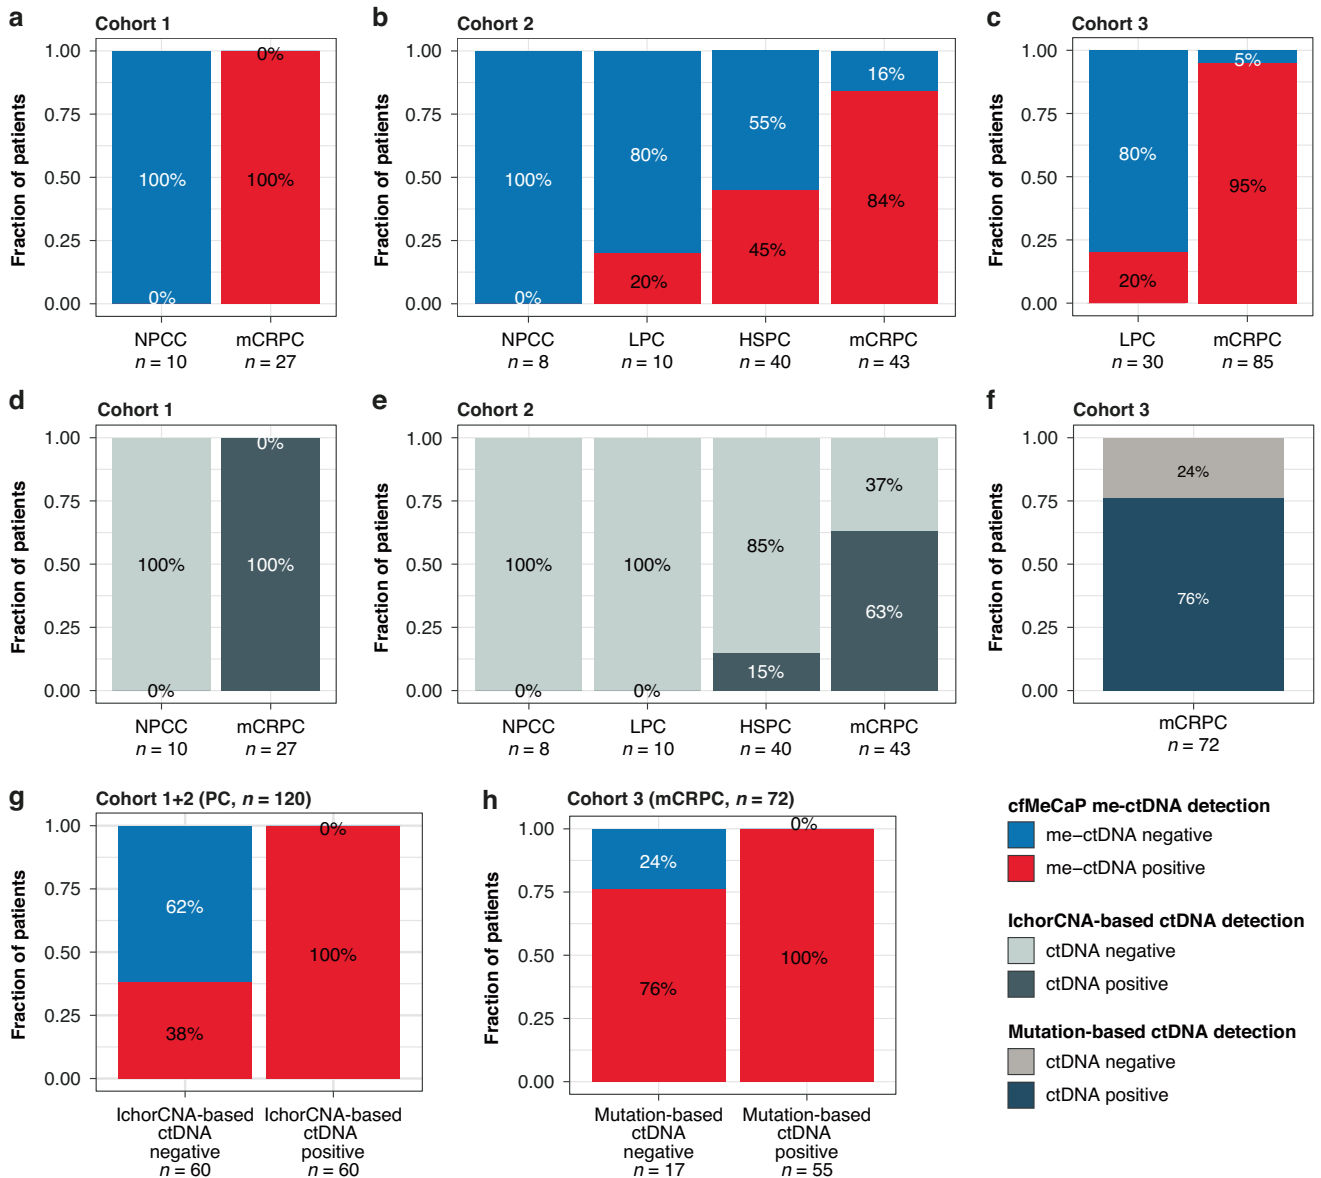 a
Cohort 1
Fraction of patients
1.00
0.75
0.50
0.25
0.00
100%
0%
0%
100%
NPCC
n = 10
mCRPC
n = 27
b
Cohort 2
Fraction of patients
1.00
0.75
0.50
0.25
0.00
100%
0%
80%
20%
55%
45%
16%
84%
NPCC
n = 8
LPC
n = 10
HSPC
n = 40
mCRPC
n = 43
c
Cohort 3
Fraction of patients
1.00
0.75
0.50
0.25
0.00
80%
20%
5%
95%
LPC
n = 30
mCRPC
n = 85
d
Cohort 1
Fraction of patients
1.00
0.75
0.50
0.25
0.00
100%
0%
0%
100%
NPCC
n = 10
mCRPC
n = 27
e
Cohort 2
Fraction of patients
1.00
0.75
0.50
0.25
0.00
100%
0%
100%
0%
85%
15%
37%
63%
NPCC
n = 8
LPC
n = 10
HSPC
n = 40
mCRPC
n = 43
f
Cohort 3
Fraction of patients
1.00
0.75
0.50
0.25
0.00
24%
76%
mCRPC
n = 72
g
Cohort 1+2 (PC, n = 120)
Fraction of patients
1.00
0.75
0.50
0.25
0.00
62%
38%
0%
100%
IchorCNA-based
ctDNA
negative
n = 60
IchorCNA-based
ctDNA
positive
n = 60
h
Cohort 3 (mCRPC, n = 72)
Fraction of patients
1.00
0.75
0.50
0.25
0.00
24%
76%
0%
100%
Mutation-based
ctDNA
negative
n = 17
Mutation-based
ctDNA
positive
n = 55
cfMeCaP me-ctDNA detection
me−ctDNA negative
me−ctDNA positive
IchorCNA-based ctDNA detection
ctDNA negative
ctDNA positive
Mutation-based ctDNA detection
ctDNA negative
ctDNA positive